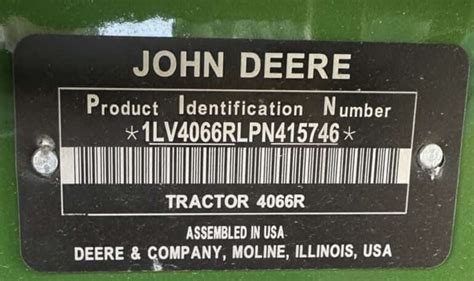 JOHN DEERE
Product Identification Number
*1LV4066RLPN415746*
TRACTOR 4066R
ASSEMBLED IN USA
DEERE & COMPANY, MOLINE, ILLINOIS, USA